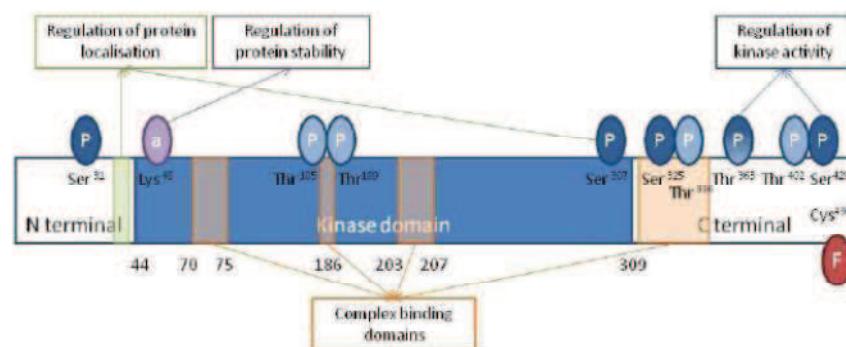 Regulation of protein
localisation
Regulation of
protein stability
Regulation of
kinase activity
P
a
P
P
P
P
P
P
P
P
Ser
Lys
Thr
Thr
Ser
Ser 325
Thr
Thr
Thr
Ser
Cys
N terminal
Kinase domain
C terminal
F
44
70
75
186
203
207
309
Complex binding
domains